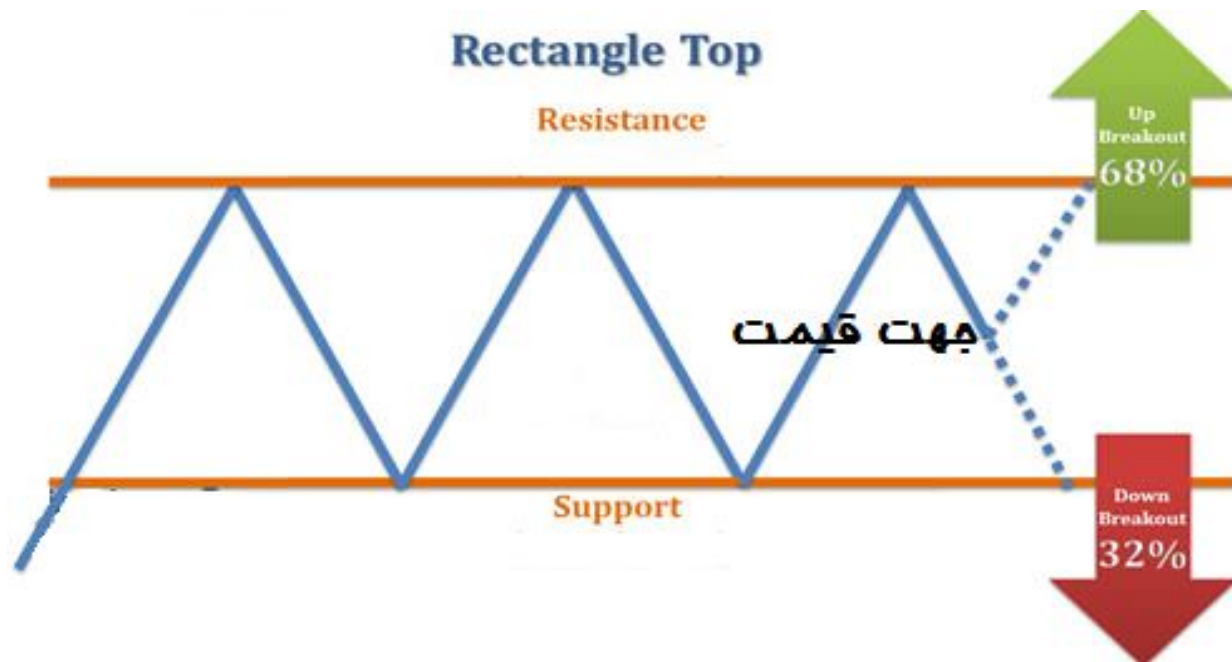 Rectangle Top
Resistance
Up
Breakout
68%
جهت قیمت
Support
Down
Breakout
32%